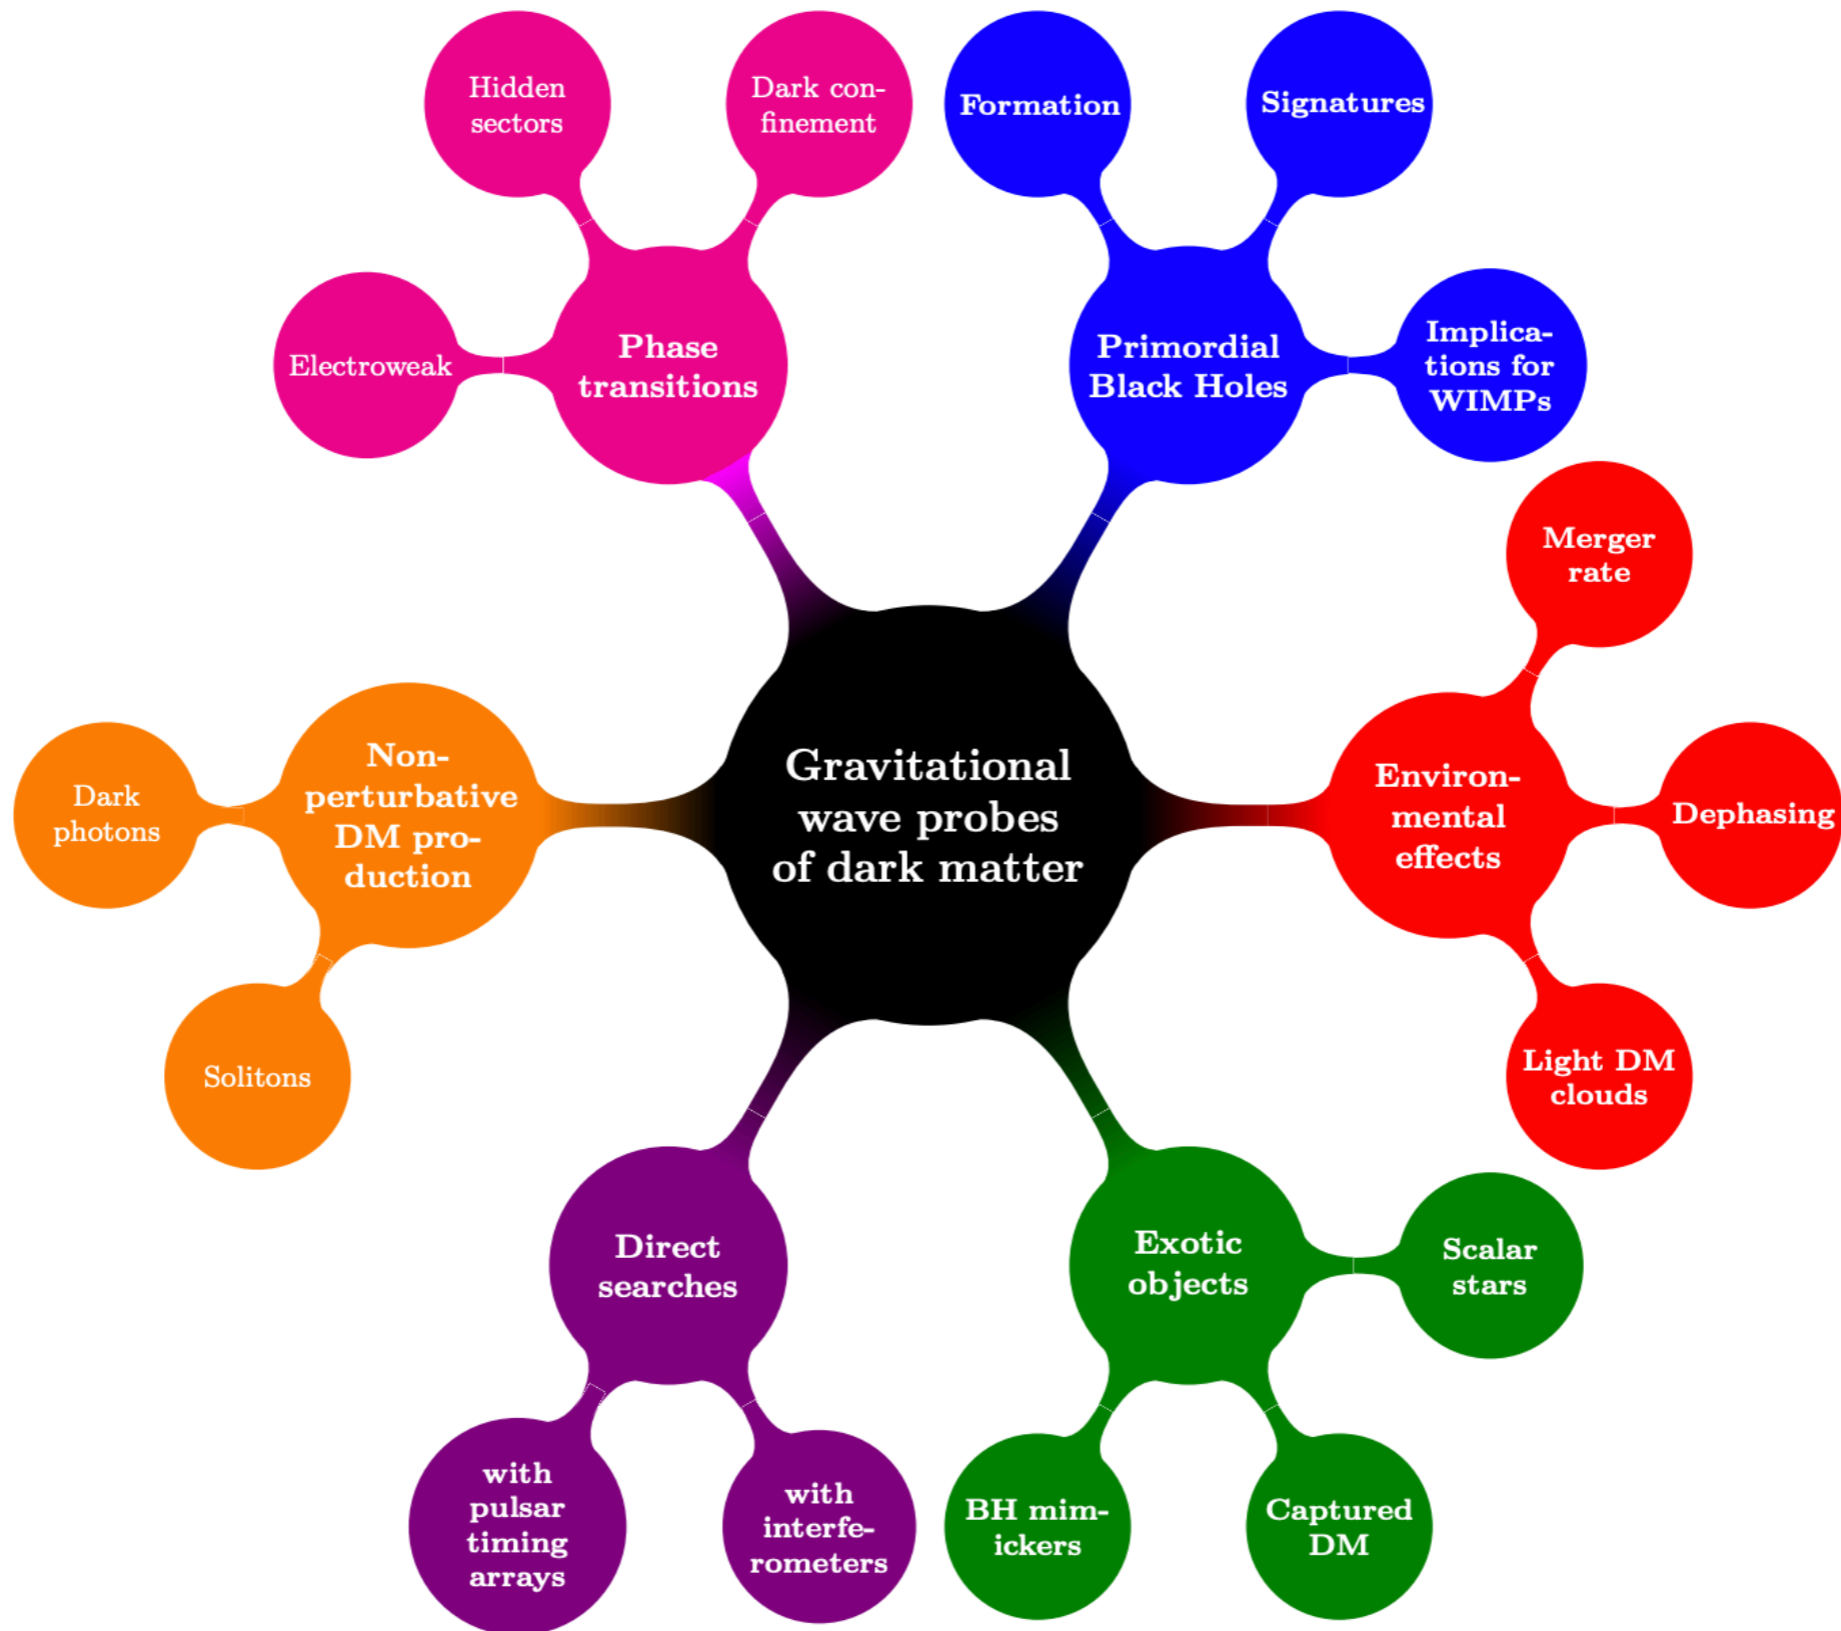 Hidden
sectors
Dark con-
finement
Formation
Signatures
Electroweak
Phase
transitions
Primordial
Black Holes
Implica-
tions for
WIMPs
Merger
rate
Dark
photons
Non-
perturbative
DM pro-
duction
Gravitational
wave probes
of dark matter
Environ-
mental
effects
Dephasing
Solitons
Light DM
clouds
Direct
searches
Exotic
objects
Scalar
stars
with
pulsar
timing
arrays
with
interfe-
rometers
BH mim-
ickers
Captured
DM